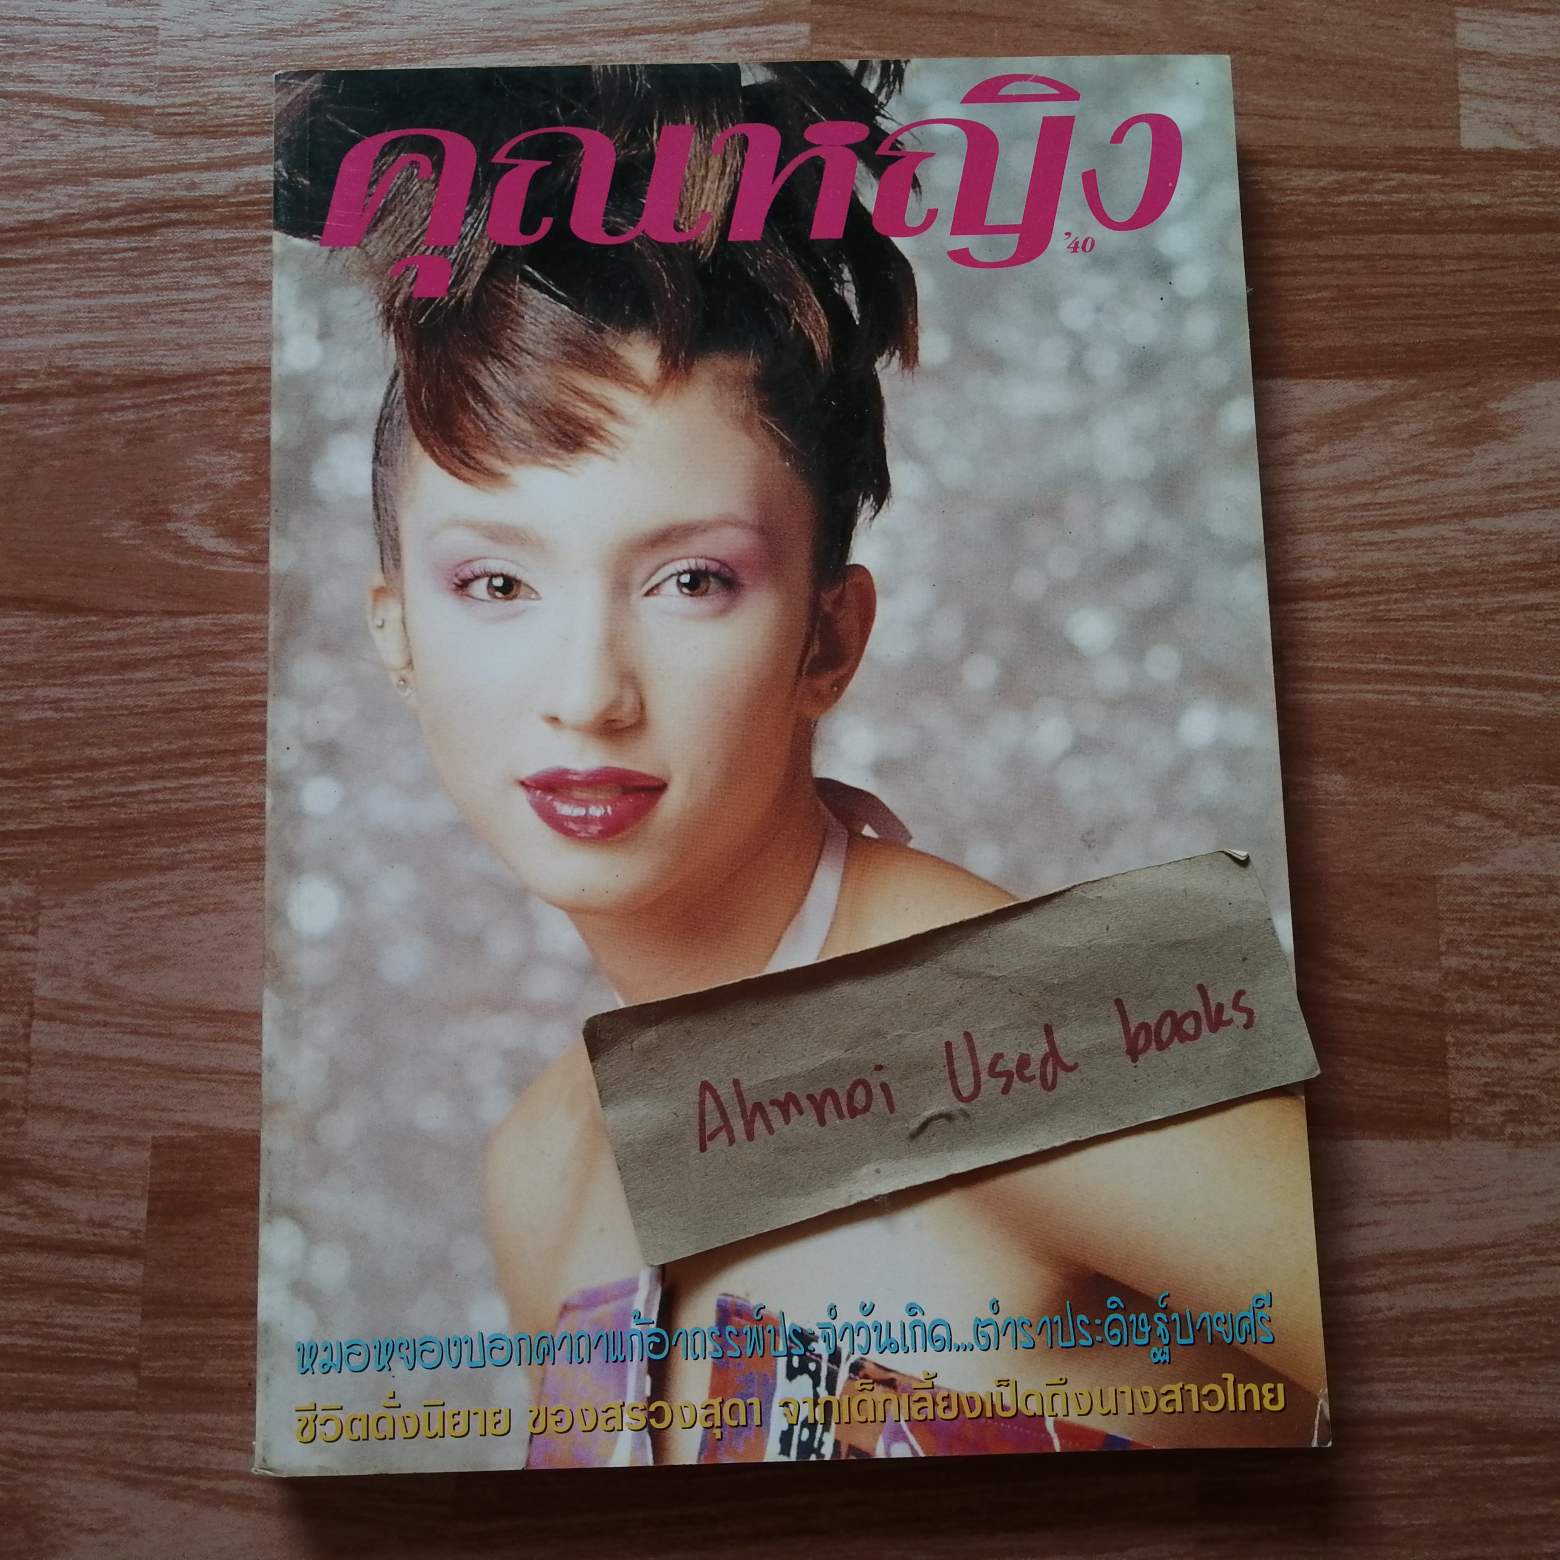 คุณหญิง
'40
Ahnnoi Used books
หมอหยองบอกคาถาแก้อาถรรพ์ประจำวันเกิด...ตำราประดิษฐ์บายศรี
ชีวิตดั่งนิยาย ของสรวงสุดา จากเด็กเลี้ยงเป็ดถึงนางสาวไทย